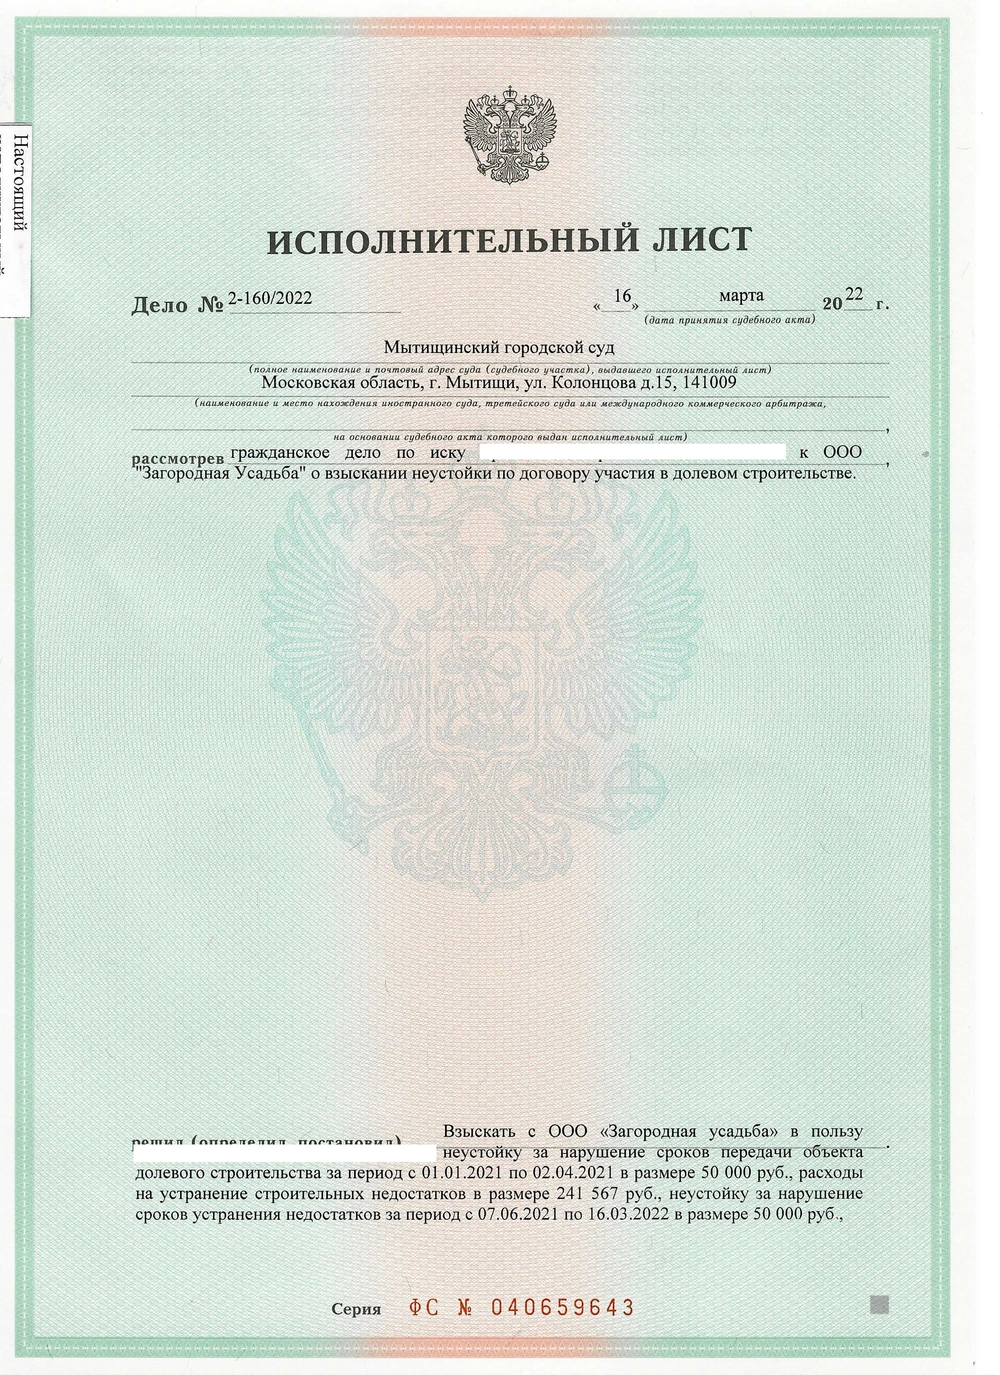 Настоящий
ИСПОЛНИТЕЛЬНЫЙ ЛИСТ
Дело № 2-160/2022 « 16 » марта 2022 г.
(дата принятия судебного акта)
Мытищинский городской суд
(полное наименование и почтовый адрес суда (судебного участка), выдавшего исполнительный лист)
Московская область, г. Мытищи, ул. Колонцова д.15, 141009
(наименование и место нахождения иностранного суда, третейского суда или международного коммерческого арбитража,
,
на основании судебного акта которого выдан исполнительный лист)
рассмотрев гражданское дело по иску к ООО ,
"Загородная Усадьба" о взыскании неустойки по договору участия в долевом строительстве.
решил (определил, постановил) Взыскать с ООО «Загородная усадьба» в пользу .
неустойку за нарушение сроков передачи объекта
долевого строительства за период с 01.01.2021 по 02.04.2021 в размере 50 000 руб., расходы
на устранение строительных недостатков в размере 241 567 руб., неустойку за нарушение
сроков устранения недостатков за период с 07.06.2021 по 16.03.2022 в размере 50 000 руб.,
Серия ФС № 040659643